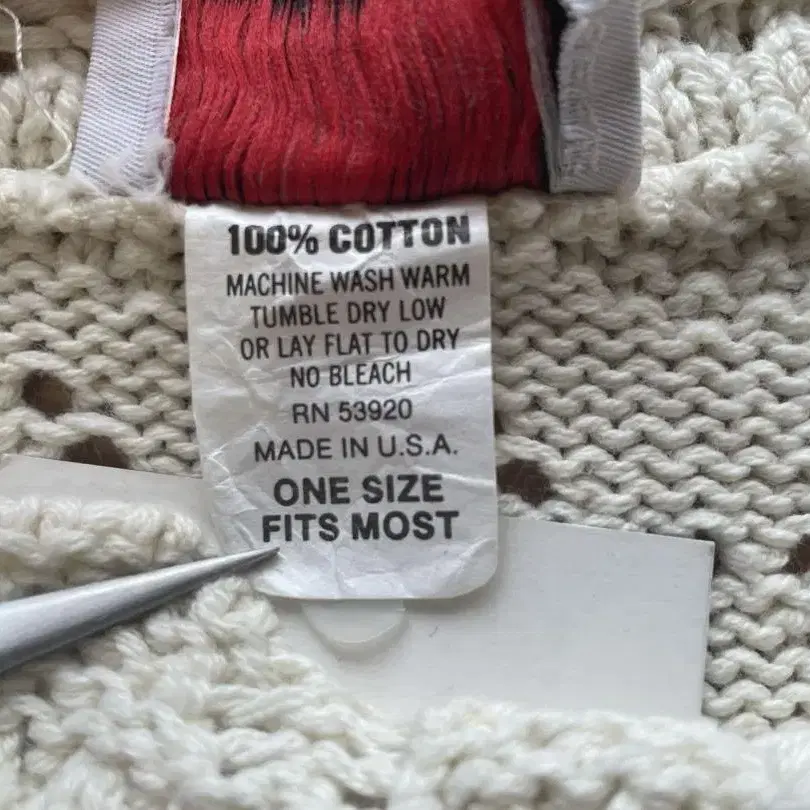 100% COTTON
MACHINE WASH WARM
TUMBLE DRY LOW
OR LAY FLAT TO DRY
NO BLEACH
RN 53920
MADE IN U.S.A.
ONE SIZE
FITS MOST